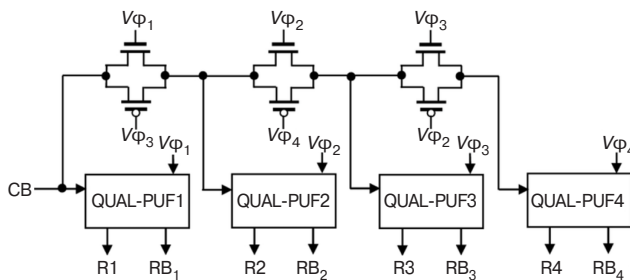 Vφ1 Vφ2 Vφ3
Vφ3 Vφ4 Vφ2
Vφ1 Vφ2 Vφ3 Vφ4
CB QUAL-PUF1 QUAL-PUF2 QUAL-PUF3 QUAL-PUF4
R1 RB1 R2 RB2 R3 RB3 R4 RB4